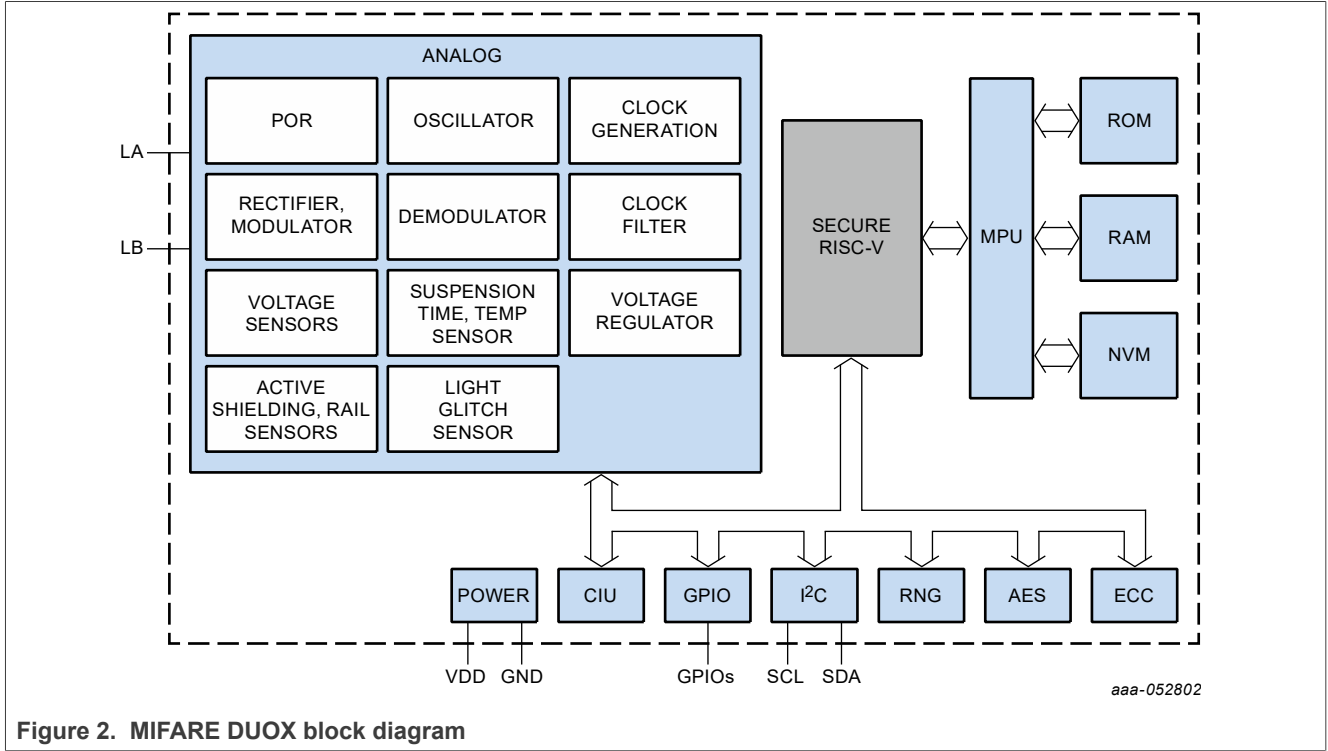 ANALOG
POR
OSCILLATOR
CLOCK
GENERATION
RECTIFIER,
MODULATOR
DEMODULATOR
CLOCK
FILTER
VOLTAGE
SENSORS
SUSPENSION
TIME, TEMP
SENSOR
VOLTAGE
REGULATOR
ACTIVE
SHIELDING, RAIL
SENSORS
LIGHT
GLITCH
SENSOR
LA
LB
SECURE
RISC-V
MPU
ROM
RAM
NVM
POWER
CIU
GPIO
I²C
RNG
AES
ECC
VDD
GND
GPIOs
SCL
SDA
aaa-052802
Figure 2. MIFARE DUOX block diagram